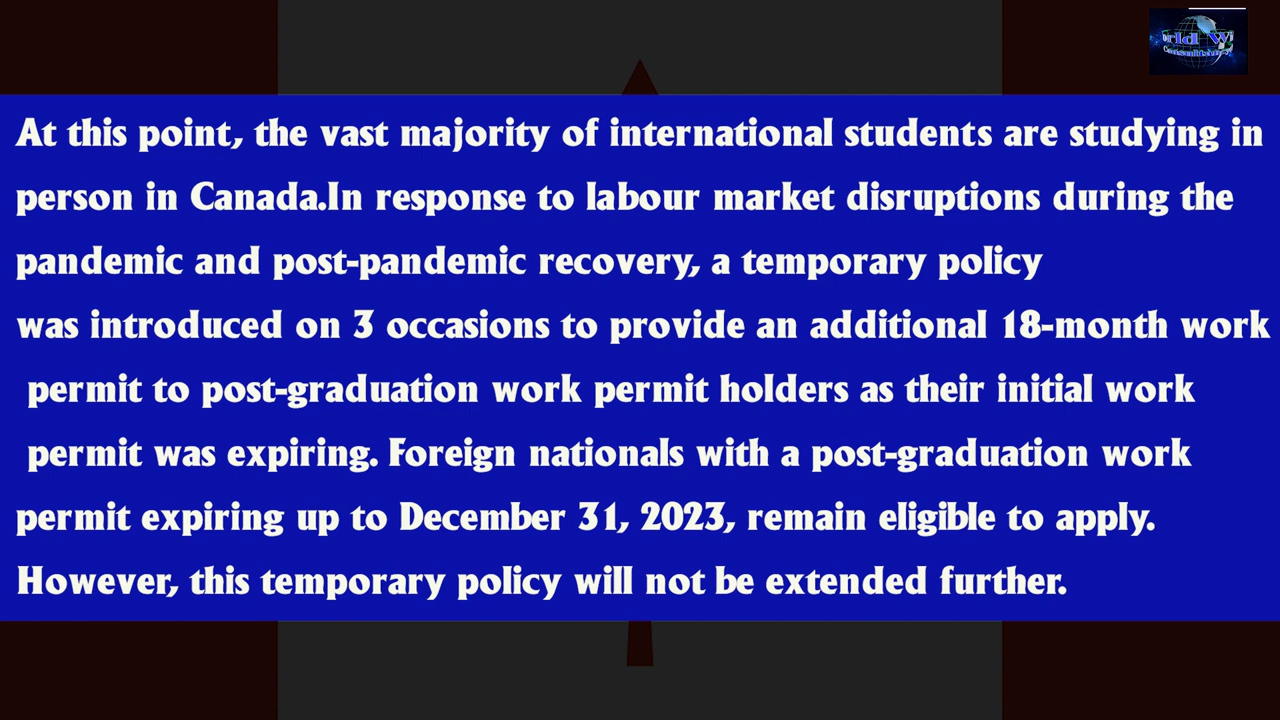 At this point, the vast majority of international students are studying in
person in Canada.In response to labour market disruptions during the
pandemic and post-pandemic recovery, a temporary policy
was introduced on 3 occasions to provide an additional 18-month work
permit to post-graduation work permit holders as their initial work
permit was expiring. Foreign nationals with a post-graduation work
permit expiring up to December 31, 2023, remain eligible to apply.
However, this temporary policy will not be extended further.